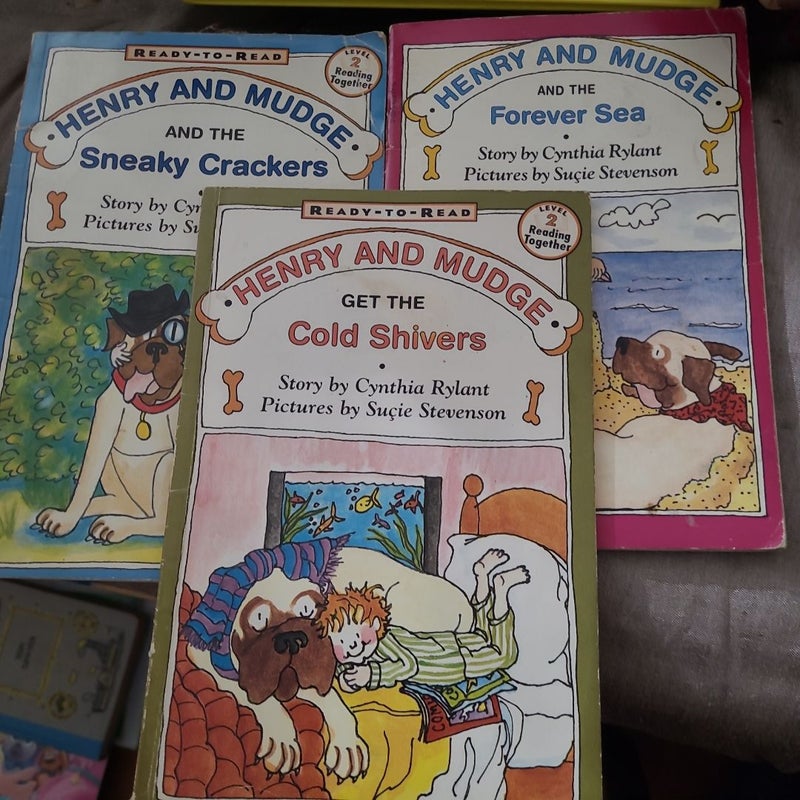 READY-TO-READ
LEVEL
2
Reading
Together
HENRY AND MUDGE
AND THE
Sneaky Crackers
Story by Cyn
Pictures by Su
HENRY AND MUDGE
AND THE
Forever Sea
Story by Cynthia Rylant
Pictures by Suçie Stevenson
READY-TO-READ
LEVEL
2
Reading
Together
HENRY AND MUDGE
GET THE
Cold Shivers
Story by Cynthia Rylant
Pictures by Suçie Stevenson